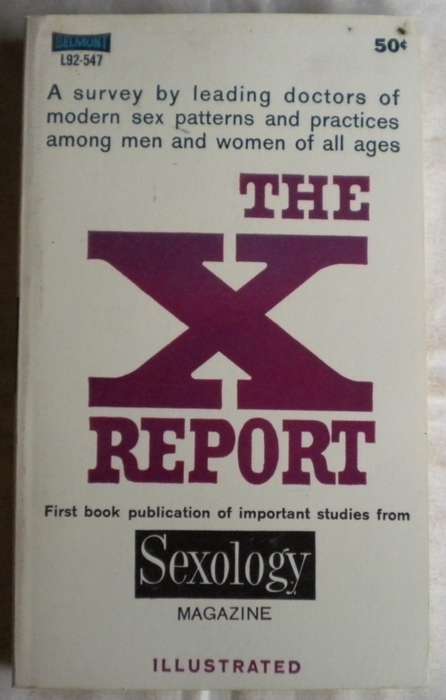 BELMONT
L92-547
50¢
A survey by leading doctors of
modern sex patterns and practices
among men and women of all ages
THE
X
REPORT
First book publication of important studies from
Sexology
MAGAZINE
ILLUSTRATED